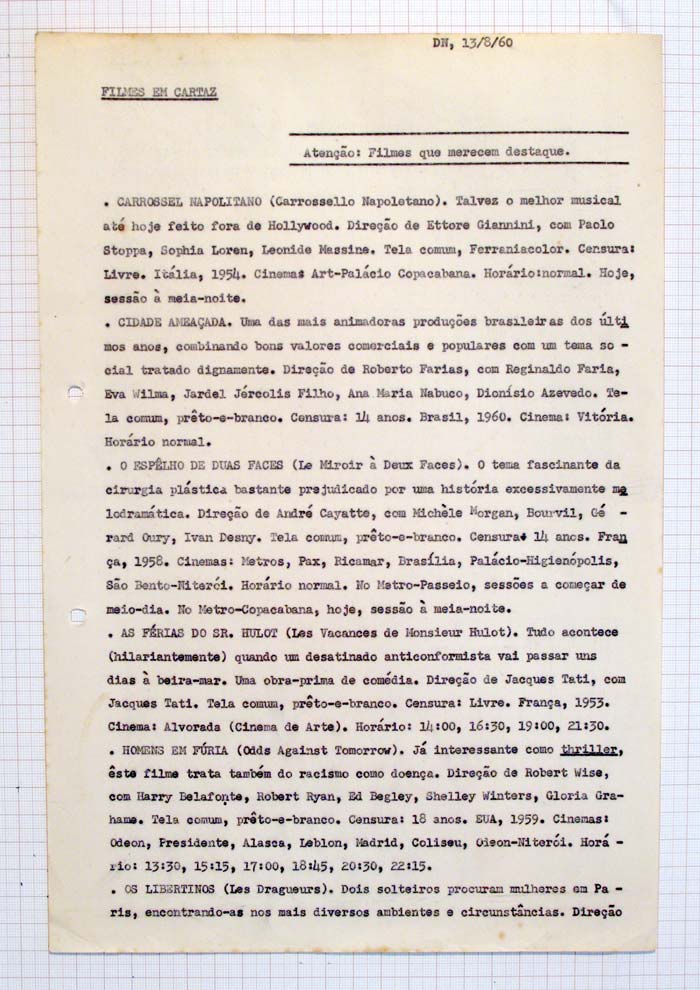 DN, 13/8/60
FILMES EM CARTAZ
Atenção: Filmes que merecem destaque.
. CARROSSEL NAPOLITANO (Carrossello Napoletano). Talvez o melhor musical
até hoje feito fora de Hollywood. Direção de Ettore Giannini, com Paolo
Stoppa, Sophia Loren, Leonide Massine. Tela comum, Ferraniacolor. Censura:
Livre. Itália, 1954. Cinema: Art-Palácio Copacabana. Horário:normal. Hoje,
sessão à meia-noite.
. CIDADE AMEAÇADA. Uma das mais animadoras produções brasileiras dos últi
mos anos, combinando bons valores comerciais e populares com um tema so -
cial tratado dignamente. Direção de Roberto Farias, com Reginaldo Faria,
Eva Wilma, Jardel Jércolis Filho, Ana Maria Nabuco, Dionísio Azevedo. Te-
la comum, prêto-e-branco. Censura: 14 anos. Brasil, 1960. Cinema: Vitória.
Horário normal.
. O ESPÊLHO DE DUAS FACES (Le Miroir à Deux Faces). O tema fascinante da
cirurgia plástica bastante prejudicado por uma história excessivamente me
lodramática. Direção de André Cayatte, com Michèle Morgan, Bourvil, Gé -
rard Oury, Ivan Desny. Tela comum, prêto-e-branco. Censura: 14 anos. Fran
ça, 1958. Cinemas: Metros, Pax, Ricamar, Brasília, Palácio-Higienópolis,
São Bento-Niterói. Horário normal. No Metro-Passeio, sessões a começar de
meio-dia. No Metro-Copacabana, hoje, sessão à meia-noite.
. AS FÉRIAS DO SR. HULOT (Les Vacances de Monsieur Hulot). Tudo acontece
(hilariantemente) quando um desatinado anticonformista vai passar uns
dias à beira-mar. Uma obra-prima de comédia. Direção de Jacques Tati, com
Jacques Tati. Tela comum, prêto-e-branco. Censura: Livre. França, 1953.
Cinema: Alvorada (Cinema de Arte). Horário: 14:00, 16:30, 19:00, 21:30.
. HOMENS EM FÚRIA (Odds Against Tomorrow). Já interessante como thriller,
êste filme trata também do racismo como doença. Direção de Robert Wise,
com Harry Belafonte, Robert Ryan, Ed Begley, Shelley Winters, Gloria Gra-
hame. Tela comum, prêto-e-branco. Censura: 18 anos. EUA, 1959. Cinemas:
Odeon, Presidente, Alasca, Leblon, Madrid, Coliseu, Odeon-Niterói. Horá -
rio: 13:30, 15:15, 17:00, 18:45, 20:30, 22:15.
. OS LIBERTINOS (Les Dragueurs). Dois solteiros procuram mulheres em Pa -
ris, encontrando-as nos mais diversos ambientes e circunstâncias. Direção